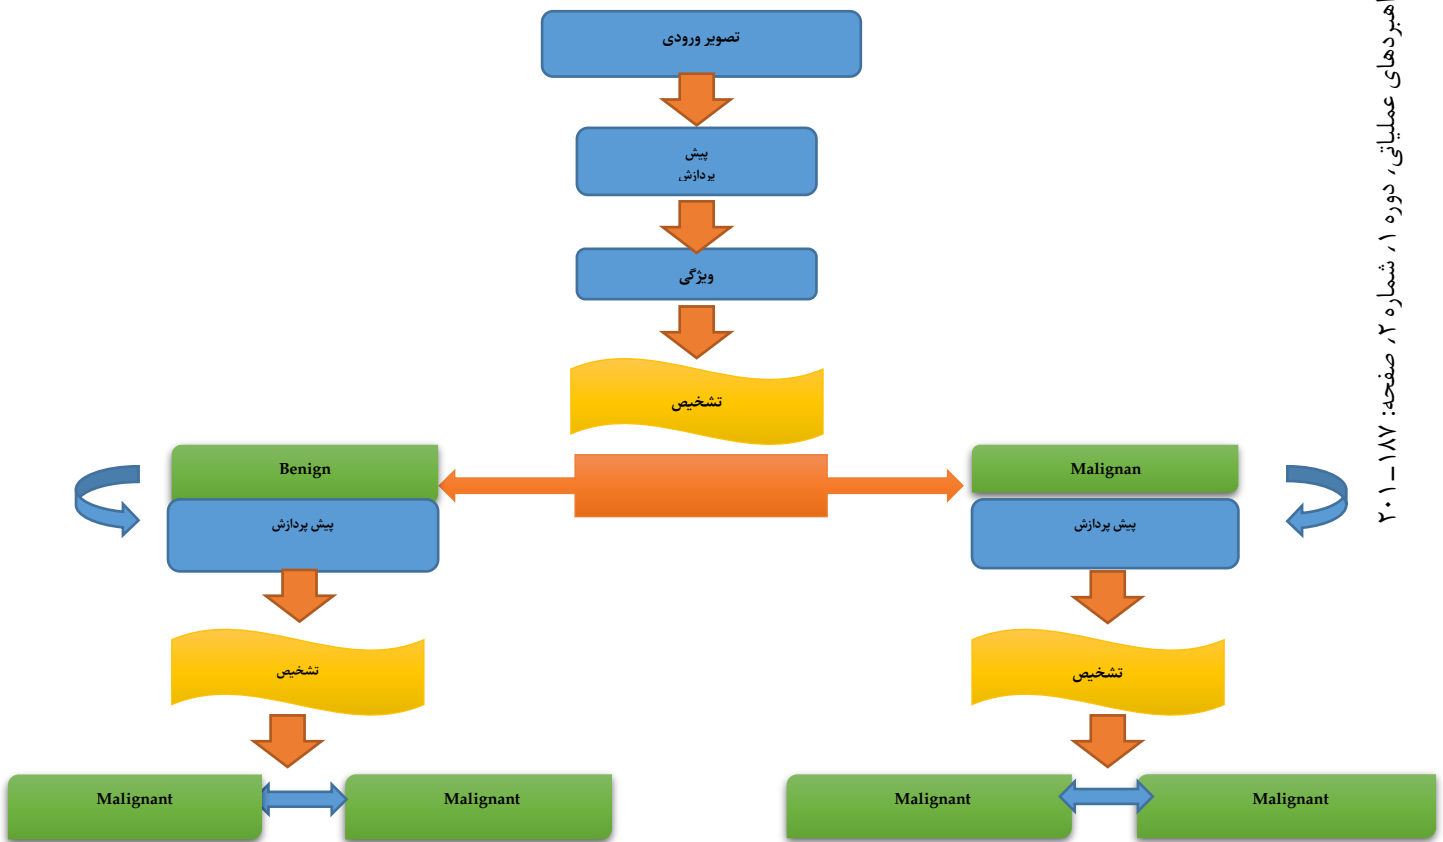 تصویر ورودی
پیش
پردازش
ویژگی
تشخیص
Benign
Malignan
پیش پردازش
پیش پردازش
تشخیص
تشخیص
Malignant
Malignant
Malignant
Malignant
اهبردهای عملیاتی، دوره ۱، شماره ۲، صفحه: ۱۸۷–۲۰۱